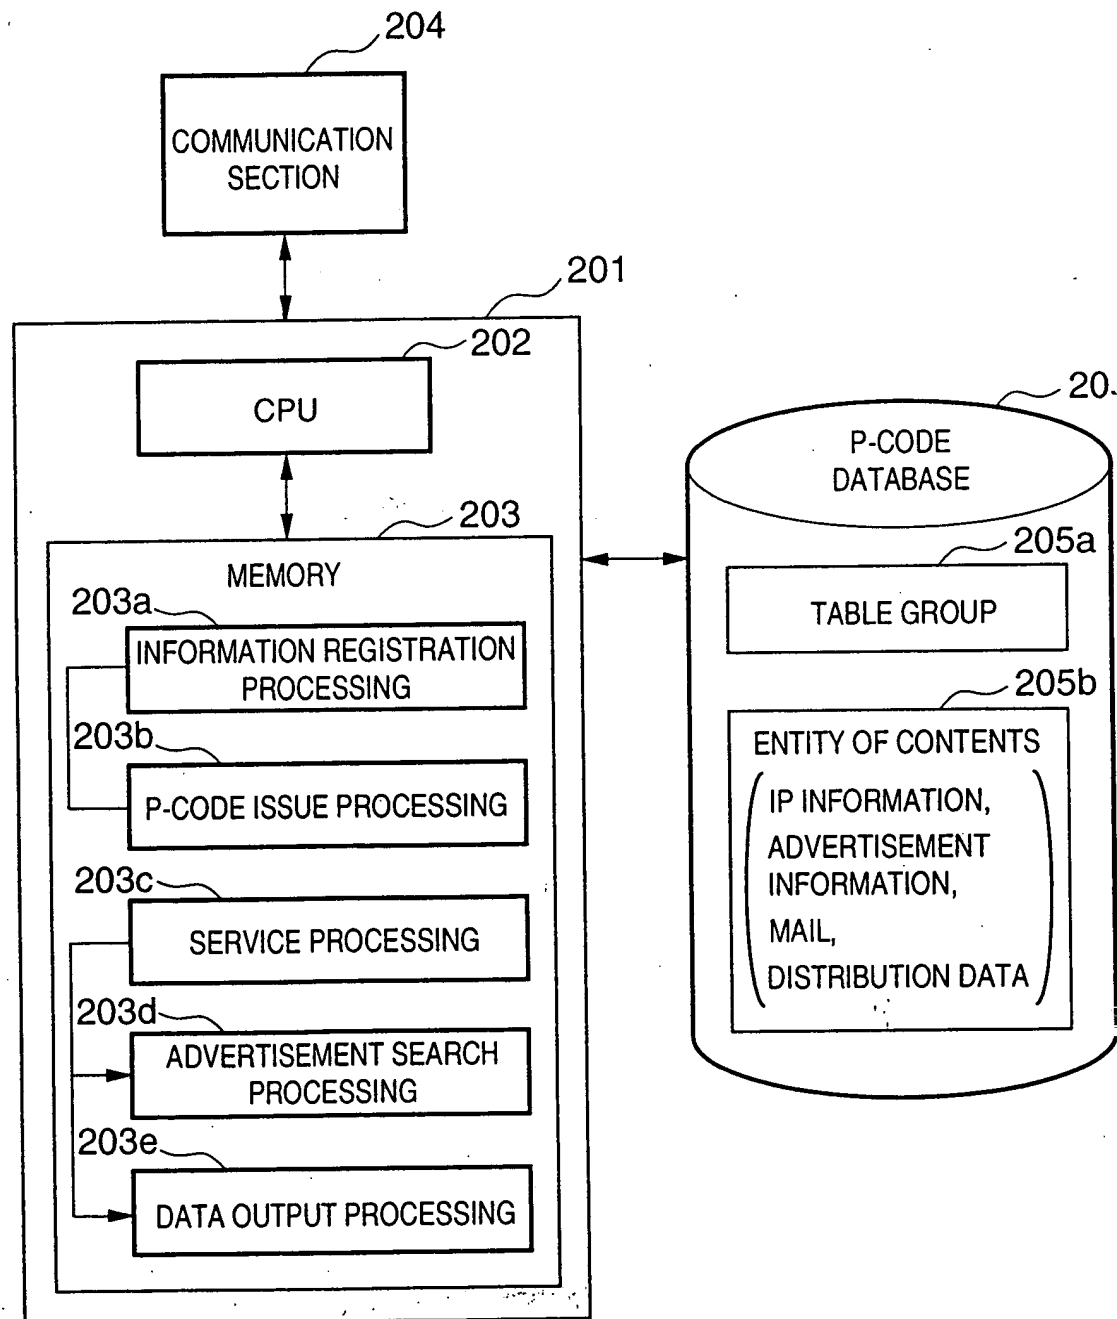 204
COMMUNICATION
SECTION
201
202
CPU
203
MEMORY
203a
INFORMATION REGISTRATION
PROCESSING
203b
P-CODE ISSUE PROCESSING
203c
SERVICE PROCESSING
203d
ADVERTISEMENT SEARCH
PROCESSING
203e
DATA OUTPUT PROCESSING
20
P-CODE
DATABASE
205a
TABLE GROUP
205b
ENTITY OF CONTENTS
IP INFORMATION,
ADVERTISEMENT
INFORMATION,
MAIL,
DISTRIBUTION DATA